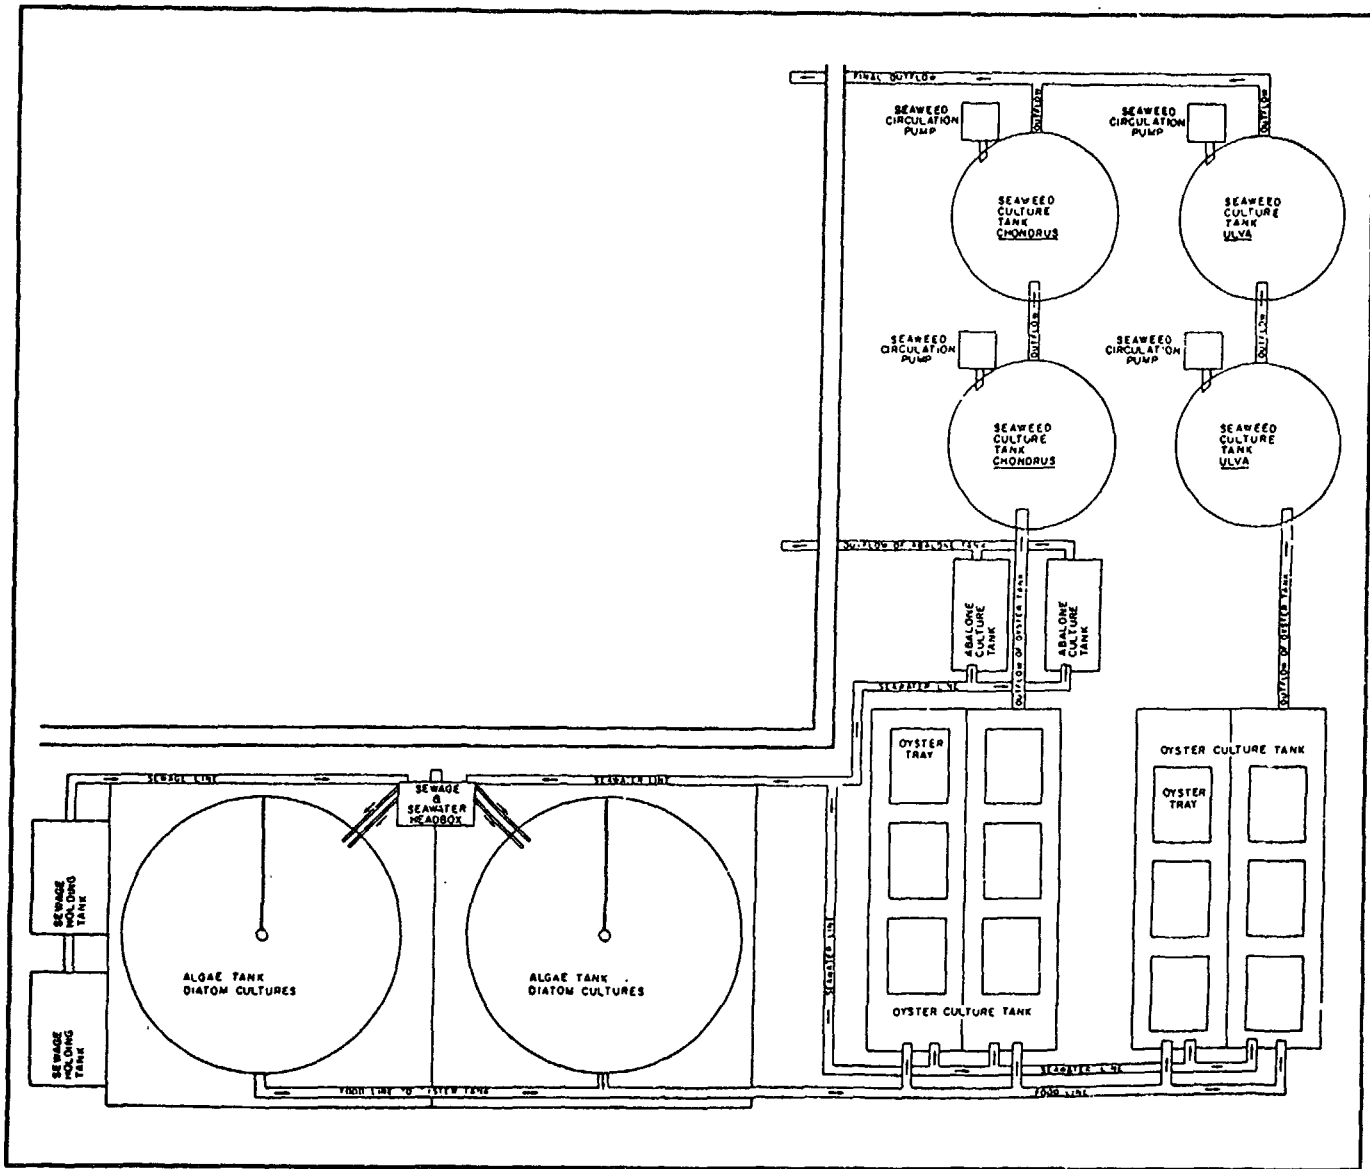 FINAL OUTFLOW
OUTFLOW
OUTFLOW
SEAWEED
CIRCULATION
PUMP
SEAWEED
CIRCULATION
PUMP
SEAWEED
CULTURE
TANK
CHONDRUS
SEAWEED
CULTURE
TANK
ULVA
OUTFLOW
OUTFLOW
SEAWEED
CIRCULATION
PUMP
SEAWEED
CIRCULATION
PUMP
SEAWEED
CULTURE
TANK
CHONDRUS
SEAWEED
CULTURE
TANK
ULVA
OUTFLOW OF ABALONE TANK
ABALONE
CULTURE
TANK
ABALONE
CULTURE
TANK
OUTFLOW OF OYSTER TANK
OUTFLOW OF OYSTER TANK
SEAWATER LINE
OYSTER
TRAY
OYSTER CULTURE TANK
OYSTER
TRAY
SEWAGE LINE
SEAWATER LINE
SEWAGE
&
SEAWATER
HEADBOX
SEWAGE
HOLDING
TANK
SEWAGE
HOLDING
TANK
ALGAE TANK
DIATOM CULTURES
ALGAE TANK
DIATOM CULTURES
SEAWATER LINE
OYSTER CULTURE TANK
SEAWATER LINE
FOOD LINE TO OYSTER TANK
FOOD LINE